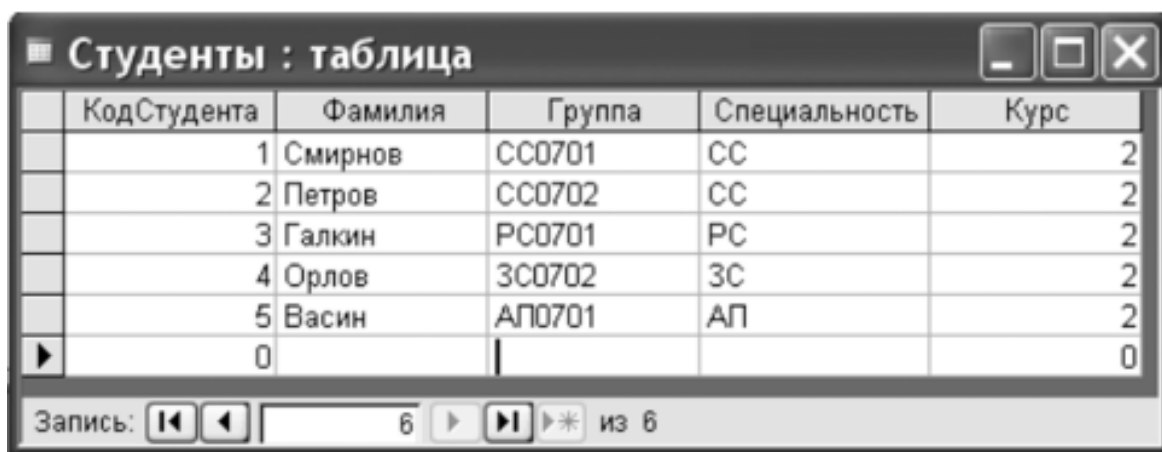 Студенты : таблица
КодСтудента Фамилия Группа Специальность Курс
1 Смирнов СС0701 СС 2
2 Петров СС0702 СС 2
3 Галкин РС0701 РС 2
4 Орлов ЗС0702 ЗС 2
5 Васин АП0701 АП 2
0 0
Запись: 6 из 6